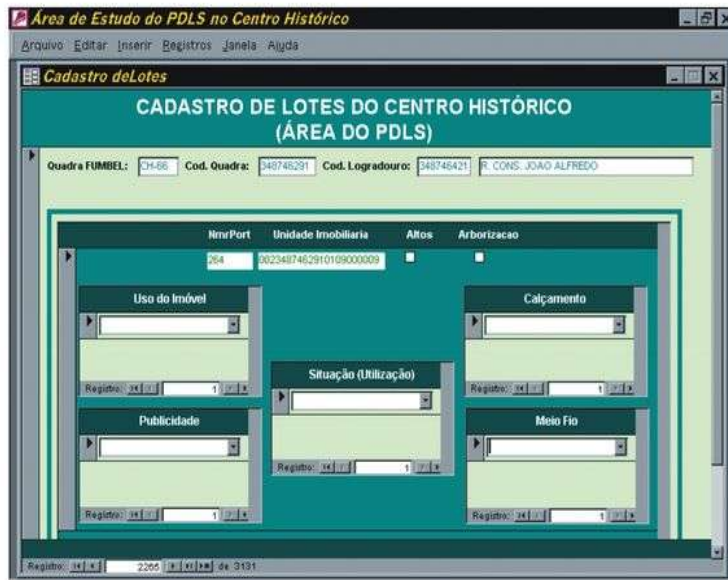 Área de Estudo do PDLS no Centro Histórico
Arquivo Editar Inserir Registros Janela Ajuda
Cadastro deLotes
CADASTRO DE LOTES DO CENTRO HISTÓRICO
(ÁREA DO PDLS)
Quadra FUMBEL: CH-66 Cod. Quadra: 348746291 Cod. Logradouro: 348746421 R. CONS. JOAO ALFREDO
NmrPort Unidade Imobiliaria Altos Arborizacao
264 0023487462910109000009
Uso do Imóvel
Registro: 1
Calçamento
Registro: 1
Situação (Utilização)
Registro: 1
Publicidade
Registro: 1
Meio Fio
Registro: 1
Registro: 2265 de 3131